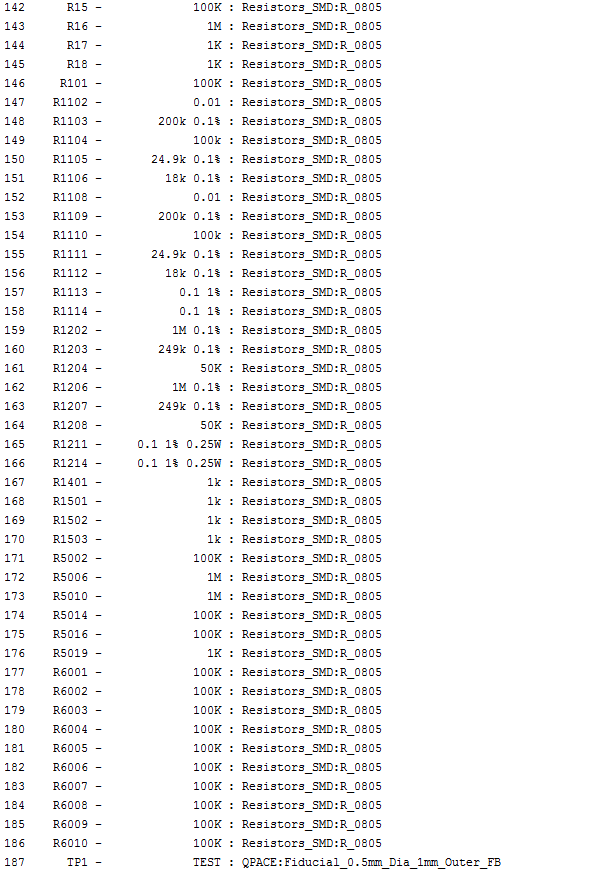 142 R15 - 100K : Resistors_SMD:R_0805
143 R16 - 1M : Resistors_SMD:R_0805
144 R17 - 1K : Resistors_SMD:R_0805
145 R18 - 1K : Resistors_SMD:R_0805
146 R101 - 100K : Resistors_SMD:R_0805
147 R1102 - 0.01 : Resistors_SMD:R_0805
148 R1103 - 200k 0.1% : Resistors_SMD:R_0805
149 R1104 - 100k : Resistors_SMD:R_0805
150 R1105 - 24.9k 0.1% : Resistors_SMD:R_0805
151 R1106 - 18k 0.1% : Resistors_SMD:R_0805
152 R1108 - 0.01 : Resistors_SMD:R_0805
153 R1109 - 200k 0.1% : Resistors_SMD:R_0805
154 R1110 - 100k : Resistors_SMD:R_0805
155 R1111 - 24.9k 0.1% : Resistors_SMD:R_0805
156 R1112 - 18k 0.1% : Resistors_SMD:R_0805
157 R1113 - 0.1 1% : Resistors_SMD:R_0805
158 R1114 - 0.1 1% : Resistors_SMD:R_0805
159 R1202 - 1M 0.1% : Resistors_SMD:R_0805
160 R1203 - 249k 0.1% : Resistors_SMD:R_0805
161 R1204 - 50K : Resistors_SMD:R_0805
162 R1206 - 1M 0.1% : Resistors_SMD:R_0805
163 R1207 - 249k 0.1% : Resistors_SMD:R_0805
164 R1208 - 50K : Resistors_SMD:R_0805
165 R1211 - 0.1 1% 0.25W : Resistors_SMD:R_0805
166 R1214 - 0.1 1% 0.25W : Resistors_SMD:R_0805
167 R1401 - 1k : Resistors_SMD:R_0805
168 R1501 - 1k : Resistors_SMD:R_0805
169 R1502 - 1k : Resistors_SMD:R_0805
170 R1503 - 1k : Resistors_SMD:R_0805
171 R5002 - 100K : Resistors_SMD:R_0805
172 R5006 - 1M : Resistors_SMD:R_0805
173 R5010 - 1M : Resistors_SMD:R_0805
174 R5014 - 100K : Resistors_SMD:R_0805
175 R5016 - 100K : Resistors_SMD:R_0805
176 R5019 - 1K : Resistors_SMD:R_0805
177 R6001 - 100K : Resistors_SMD:R_0805
178 R6002 - 100K : Resistors_SMD:R_0805
179 R6003 - 100K : Resistors_SMD:R_0805
180 R6004 - 100K : Resistors_SMD:R_0805
181 R6005 - 100K : Resistors_SMD:R_0805
182 R6006 - 100K : Resistors_SMD:R_0805
183 R6007 - 100K : Resistors_SMD:R_0805
184 R6008 - 100K : Resistors_SMD:R_0805
185 R6009 - 100K : Resistors_SMD:R_0805
186 R6010 - 100K : Resistors_SMD:R_0805
187 TP1 - TEST : QPACE:Fiducial_0.5mm_Dia_1mm_Outer_FB